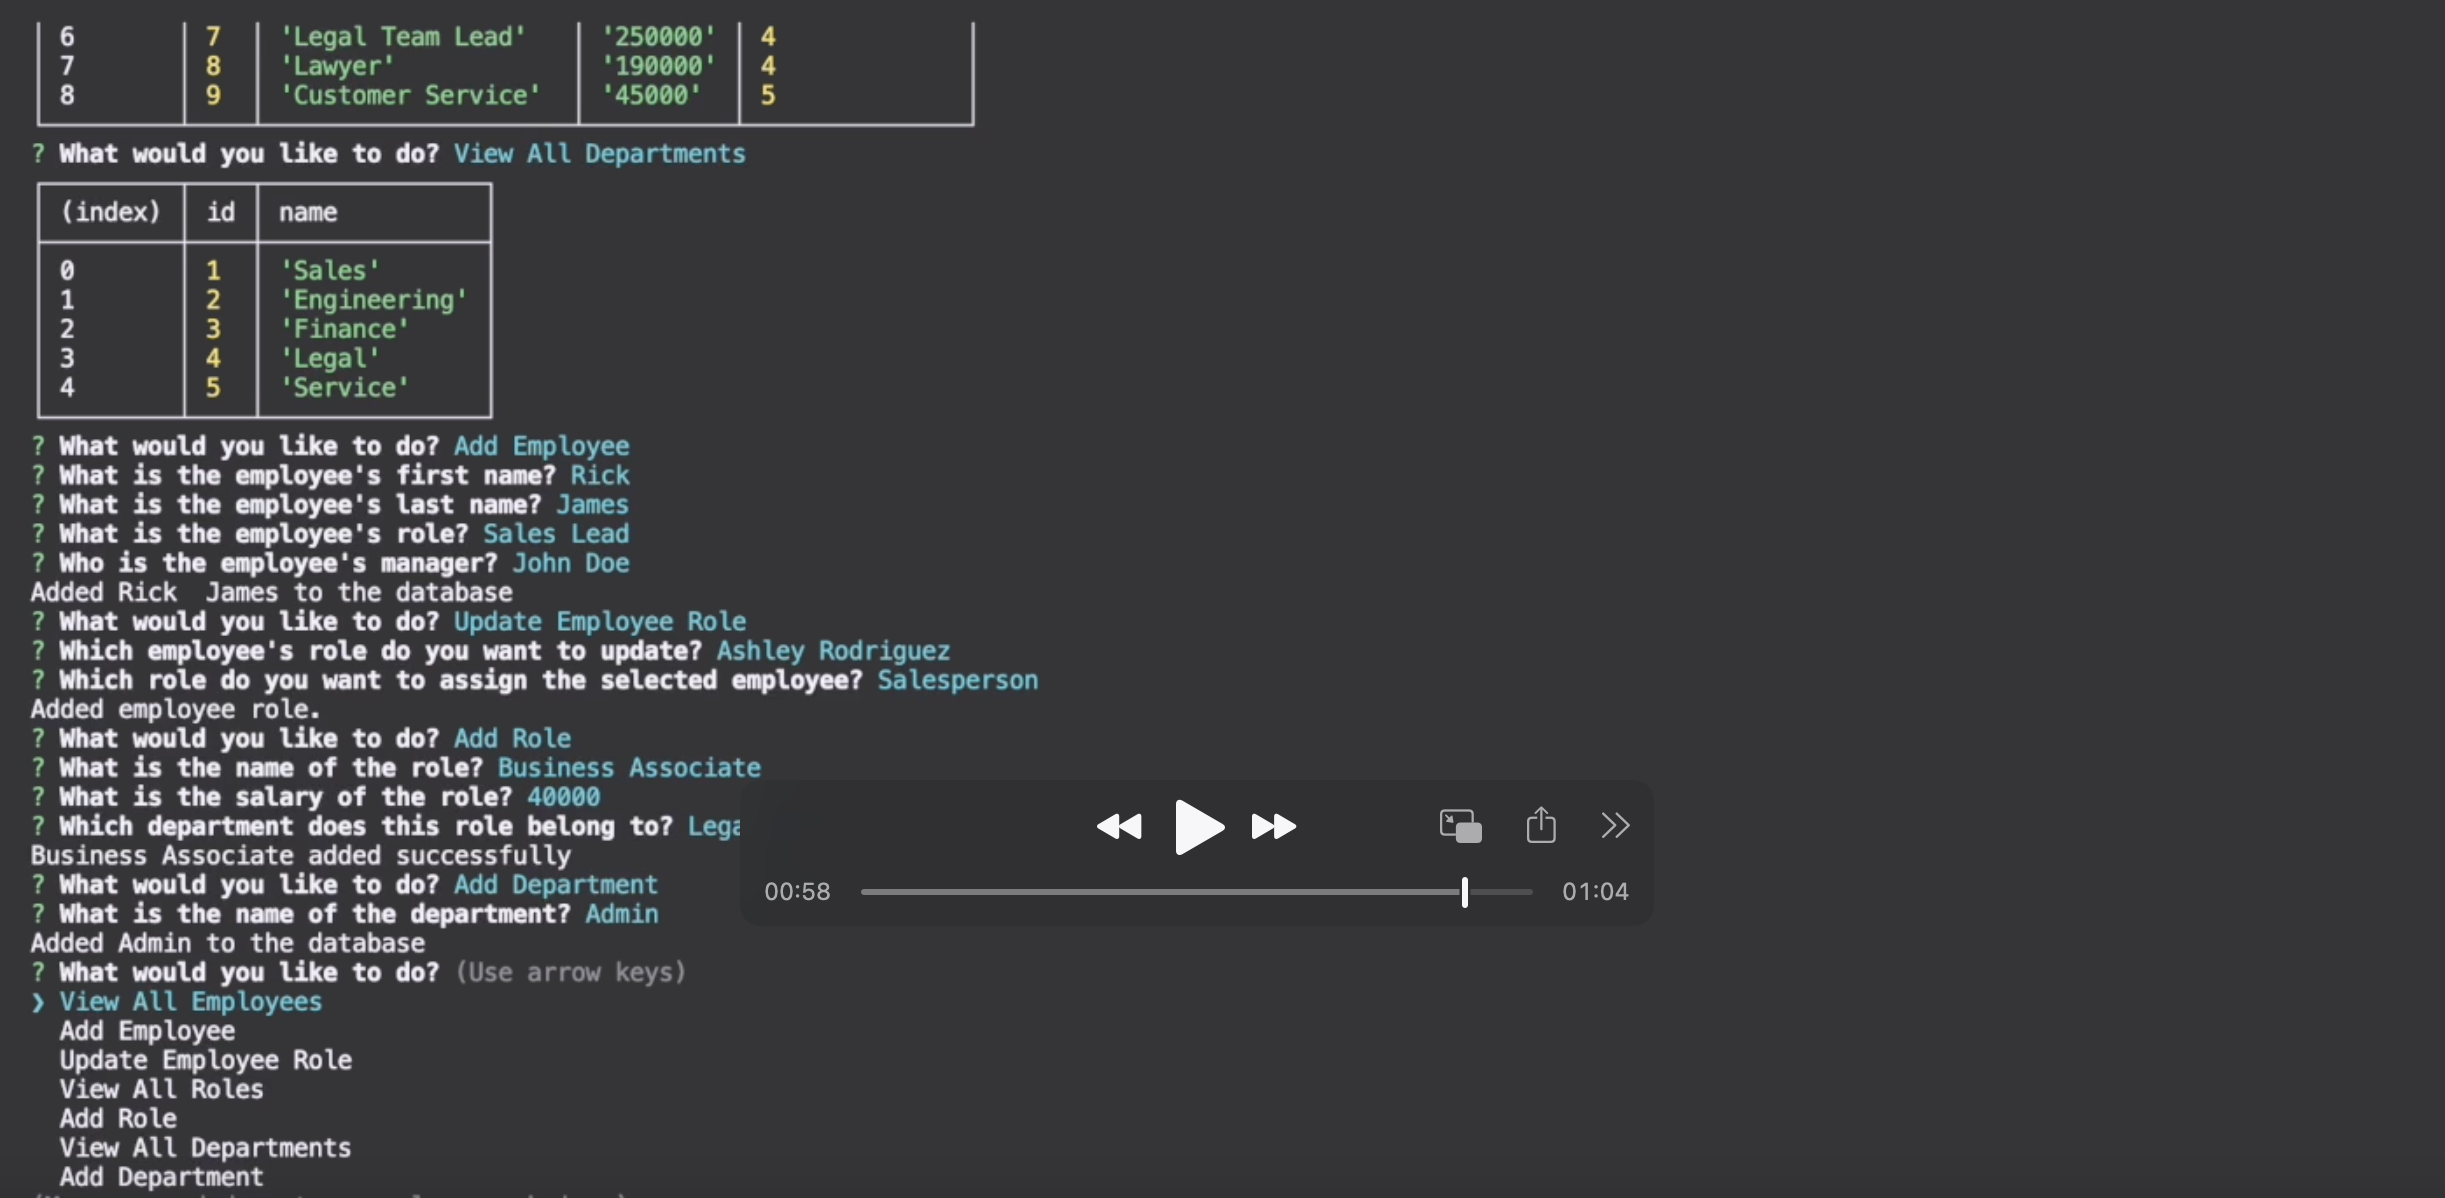 6 7 'Legal Team Lead' '250000' 4
7 8 'Lawyer' '190000' 4
8 9 'Customer Service' '45000' 5
? What would you like to do? View All Departments
(index) id name
0 1 'Sales'
1 2 'Engineering'
2 3 'Finance'
3 4 'Legal'
4 5 'Service'
? What would you like to do? Add Employee
? What is the employee's first name? Rick
? What is the employee's last name? James
? What is the employee's role? Sales Lead
? Who is the employee's manager? John Doe
Added Rick  James to the database
? What would you like to do? Update Employee Role
? Which employee's role do you want to update? Ashley Rodriguez
? Which role do you want to assign the selected employee? Salesperson
Added employee role.
? What would you like to do? Add Role
? What is the name of the role? Business Associate
? What is the salary of the role? 40000
? Which department does this role belong to? Lega
Business Associate added successfully
? What would you like to do? Add Department
? What is the name of the department? Admin
Added Admin to the database
? What would you like to do? (Use arrow keys)
❯ View All Employees
Add Employee
Update Employee Role
View All Roles
Add Role
View All Departments
Add Department
00:58 01:04